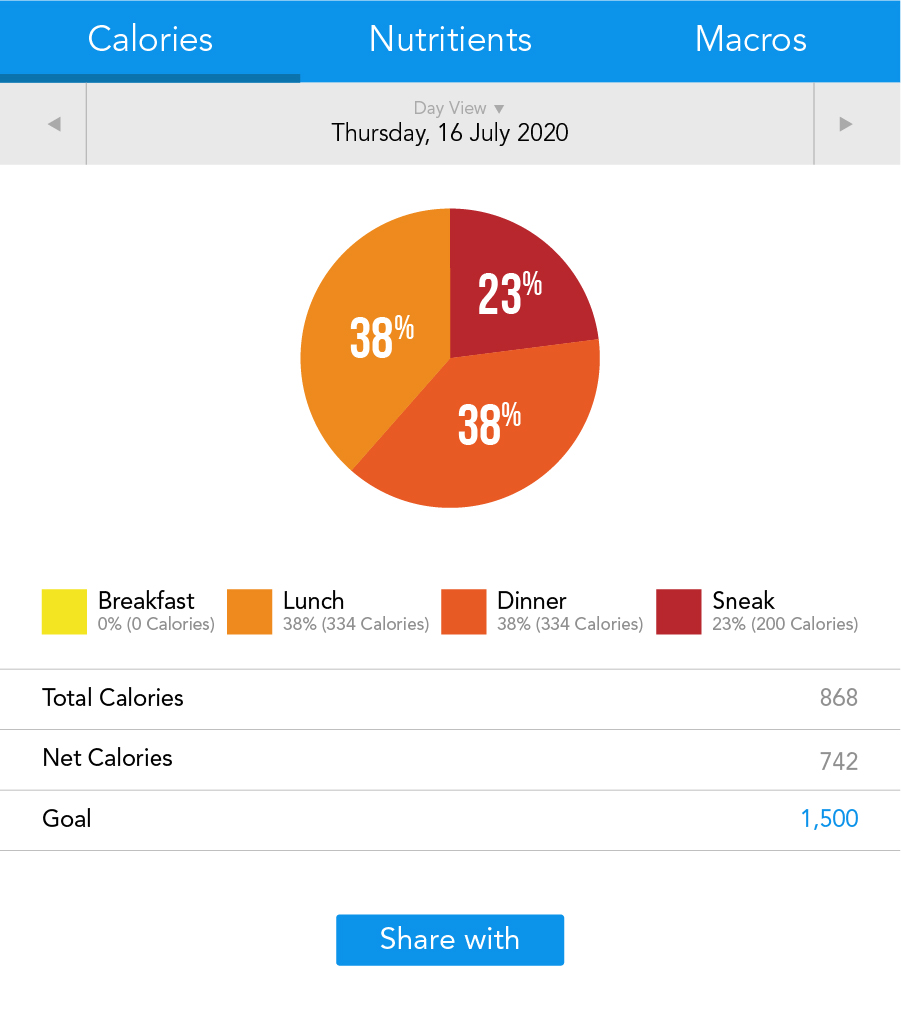 Calories Nutritients Macros
Day View ▼
Thursday, 16 July 2020
23%
38%
38%
Breakfast
0% (0 Calories)
Lunch
38% (334 Calories)
Dinner
38% (334 Calories)
Sneak
23% (200 Calories)
Total Calories 868
Net Calories 742
Goal 1,500
Share with